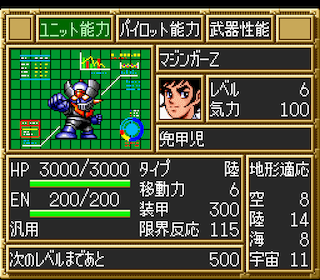 ユニット能力 パイロット能力 武器性能
マジンガーZ
レベル 6
気力 100
兜甲児
HP 3000/3000
EN 200/200
汎用
タイプ 陸
移動力 6
装甲 300
限界反応 115
地形適応
空 8
陸 14
海 8
宇宙 11
次のレベルまであと 500